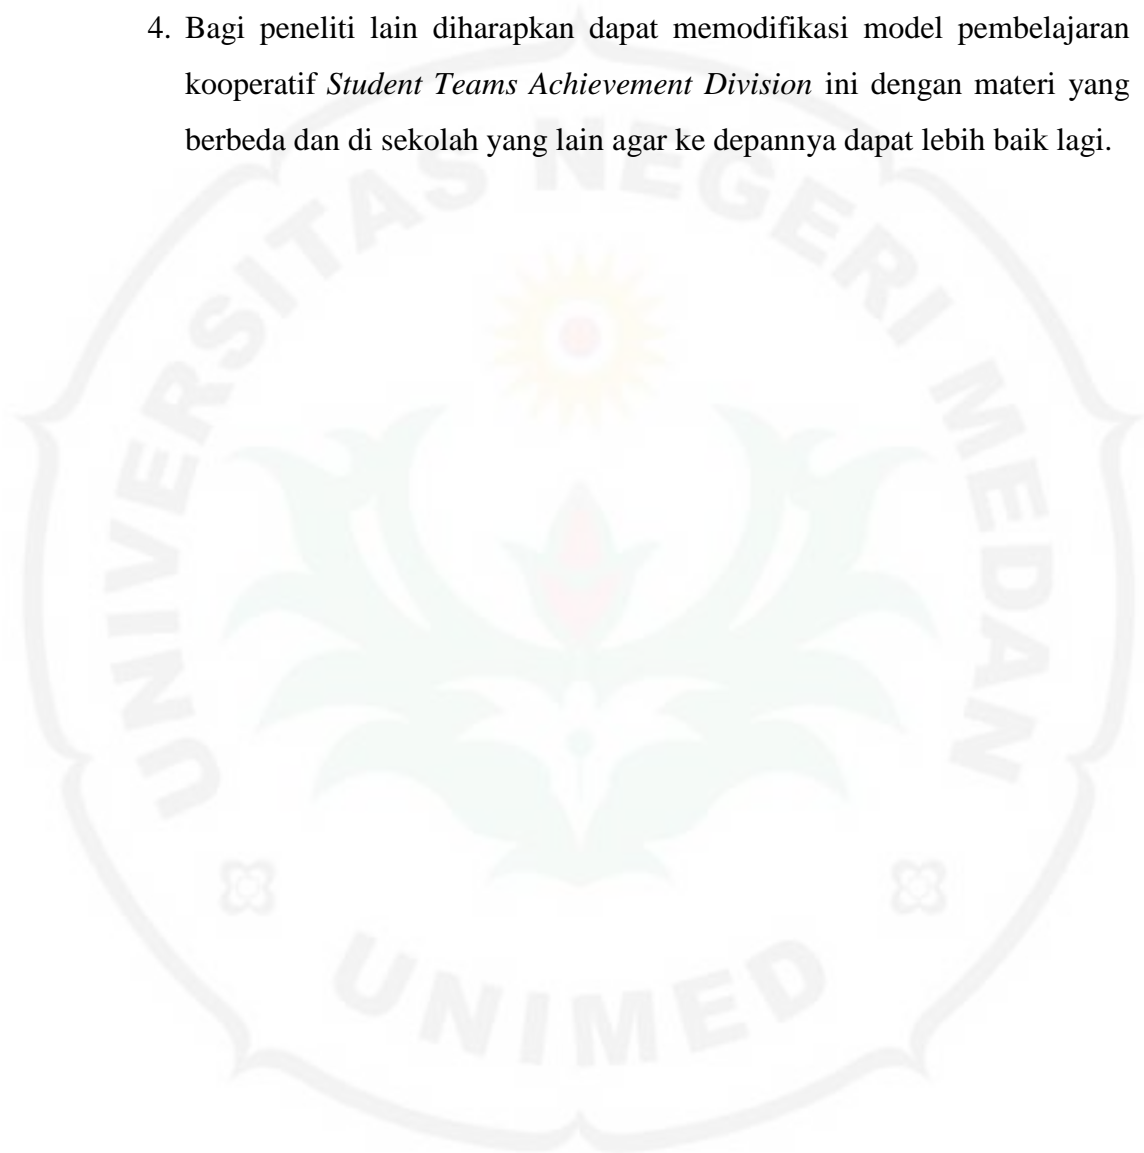 4. Bagi peneliti lain diharapkan dapat memodifikasi model pembelajaran
kooperatif Student Teams Achievement Division ini dengan materi yang
berbeda dan di sekolah yang lain agar ke depannya dapat lebih baik lagi.
UNIVERSITAS NEGERI MEDAN
UNIMED